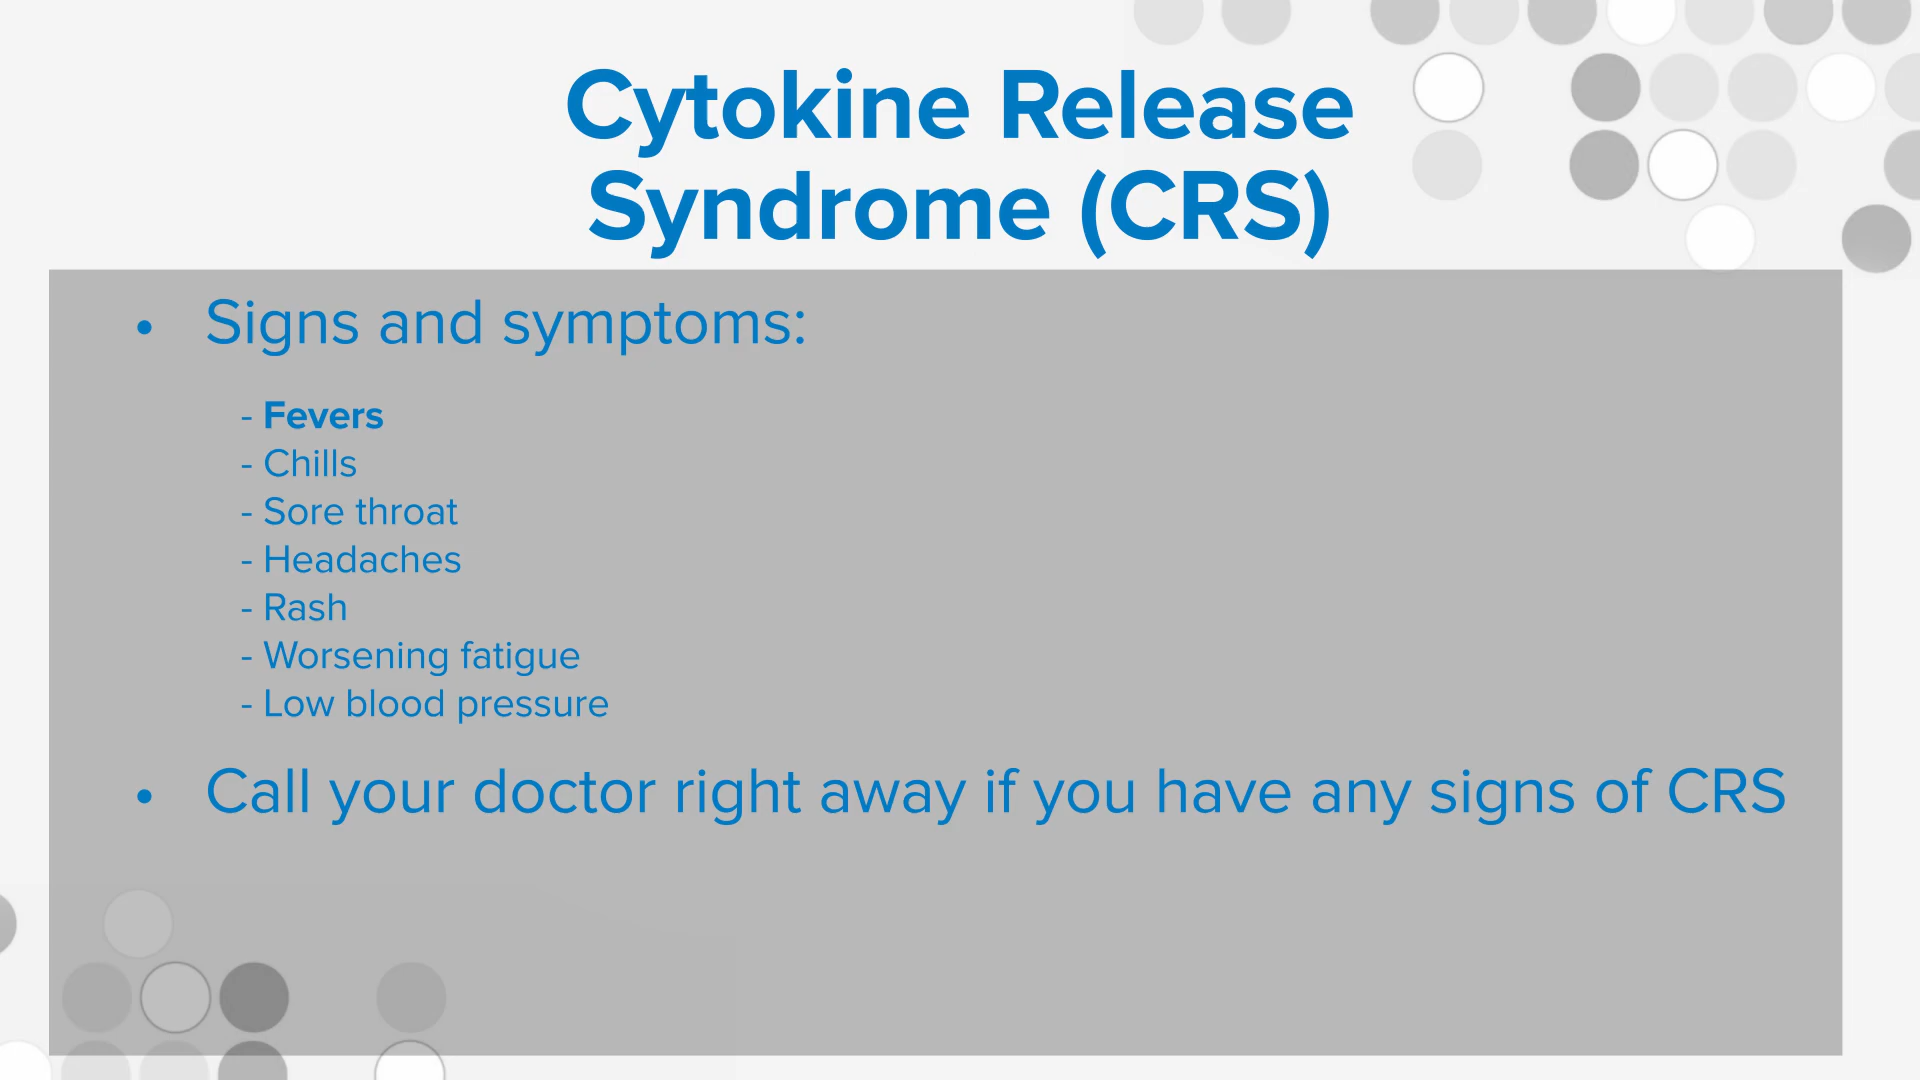 Cytokine Release
Syndrome (CRS)
• Signs and symptoms:
- Fevers
- Chills
- Sore throat
- Headaches
- Rash
- Worsening fatigue
- Low blood pressure
• Call your doctor right away if you have any signs of CRS